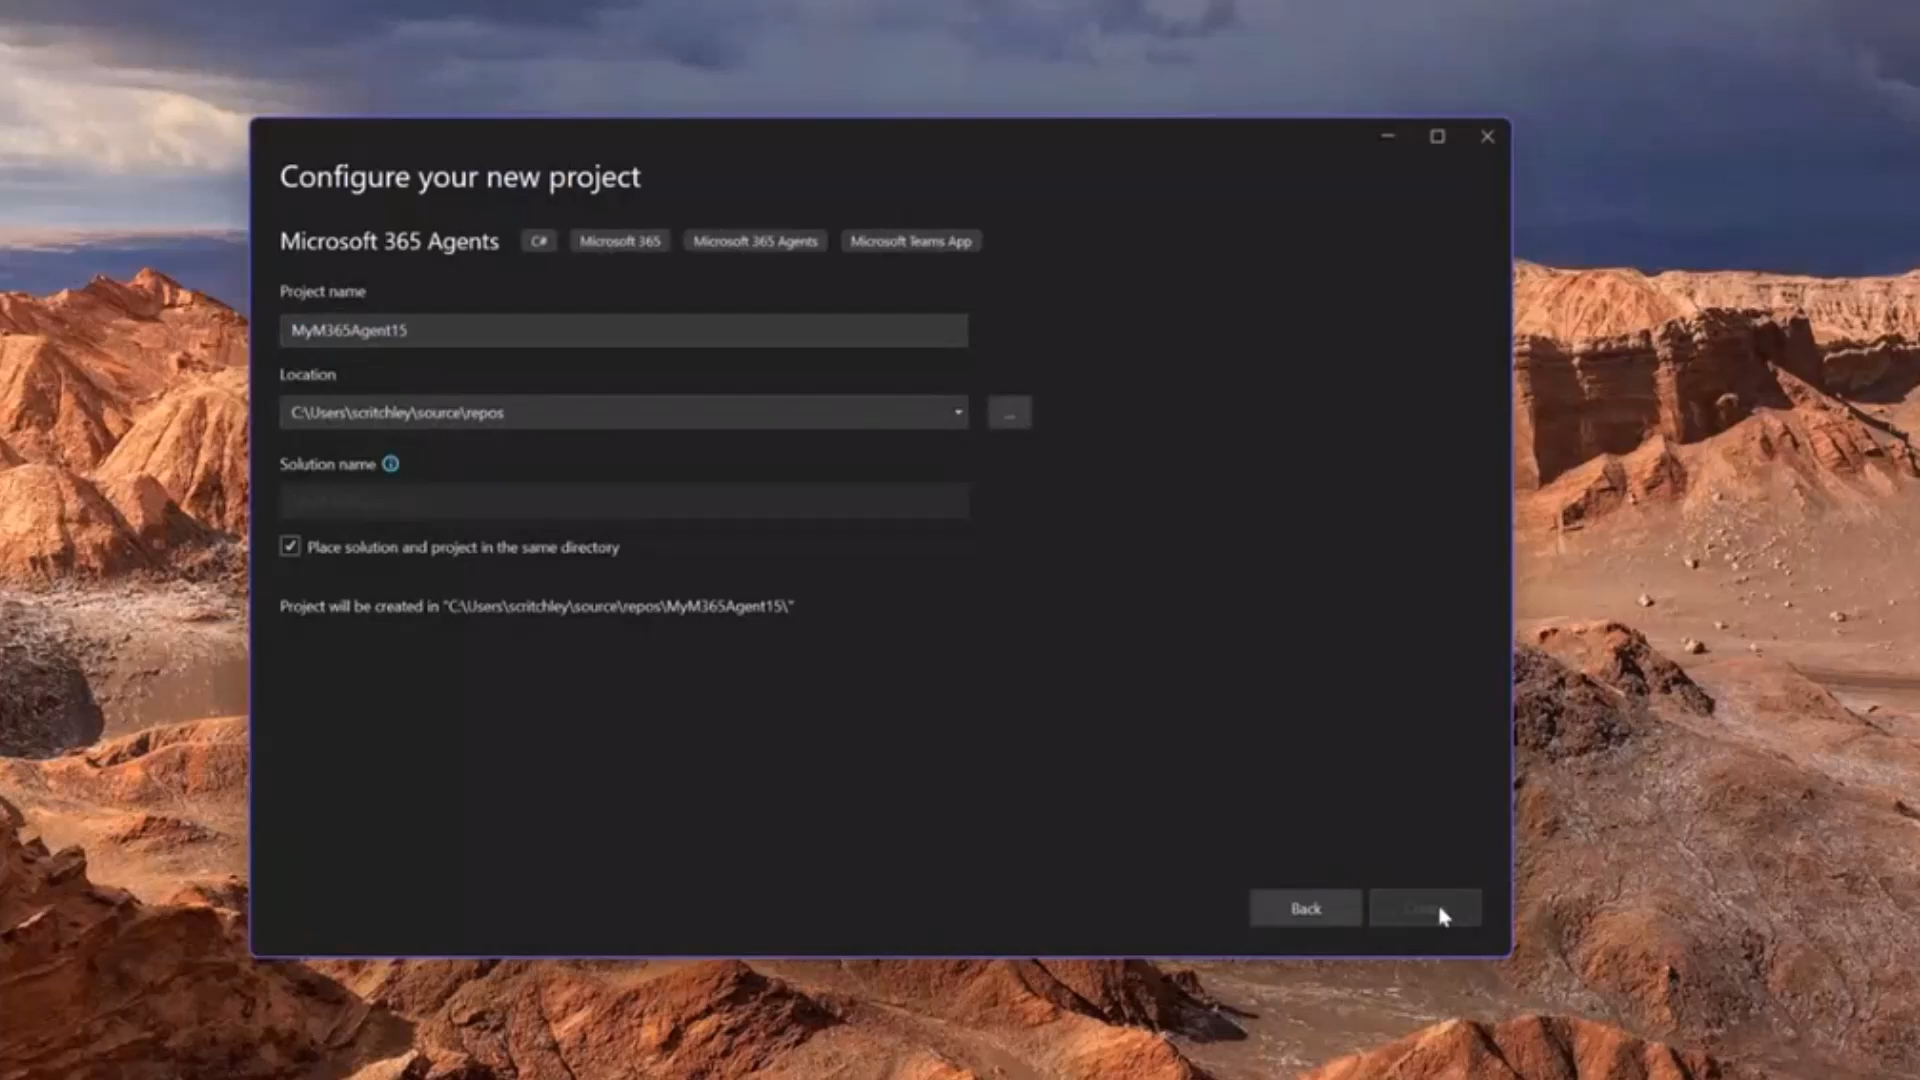 Configure your new project
Microsoft 365 Agents C# Microsoft 365 Microsoft 365 Agents Microsoft Teams App
Project name
MyM365Agent15
Location
C:\Users\scritchley\source\repos
...
Solution name
Place solution and project in the same directory
Project will be created in "C:\Users\scritchley\source\repos\MyM365Agent15\"
Back